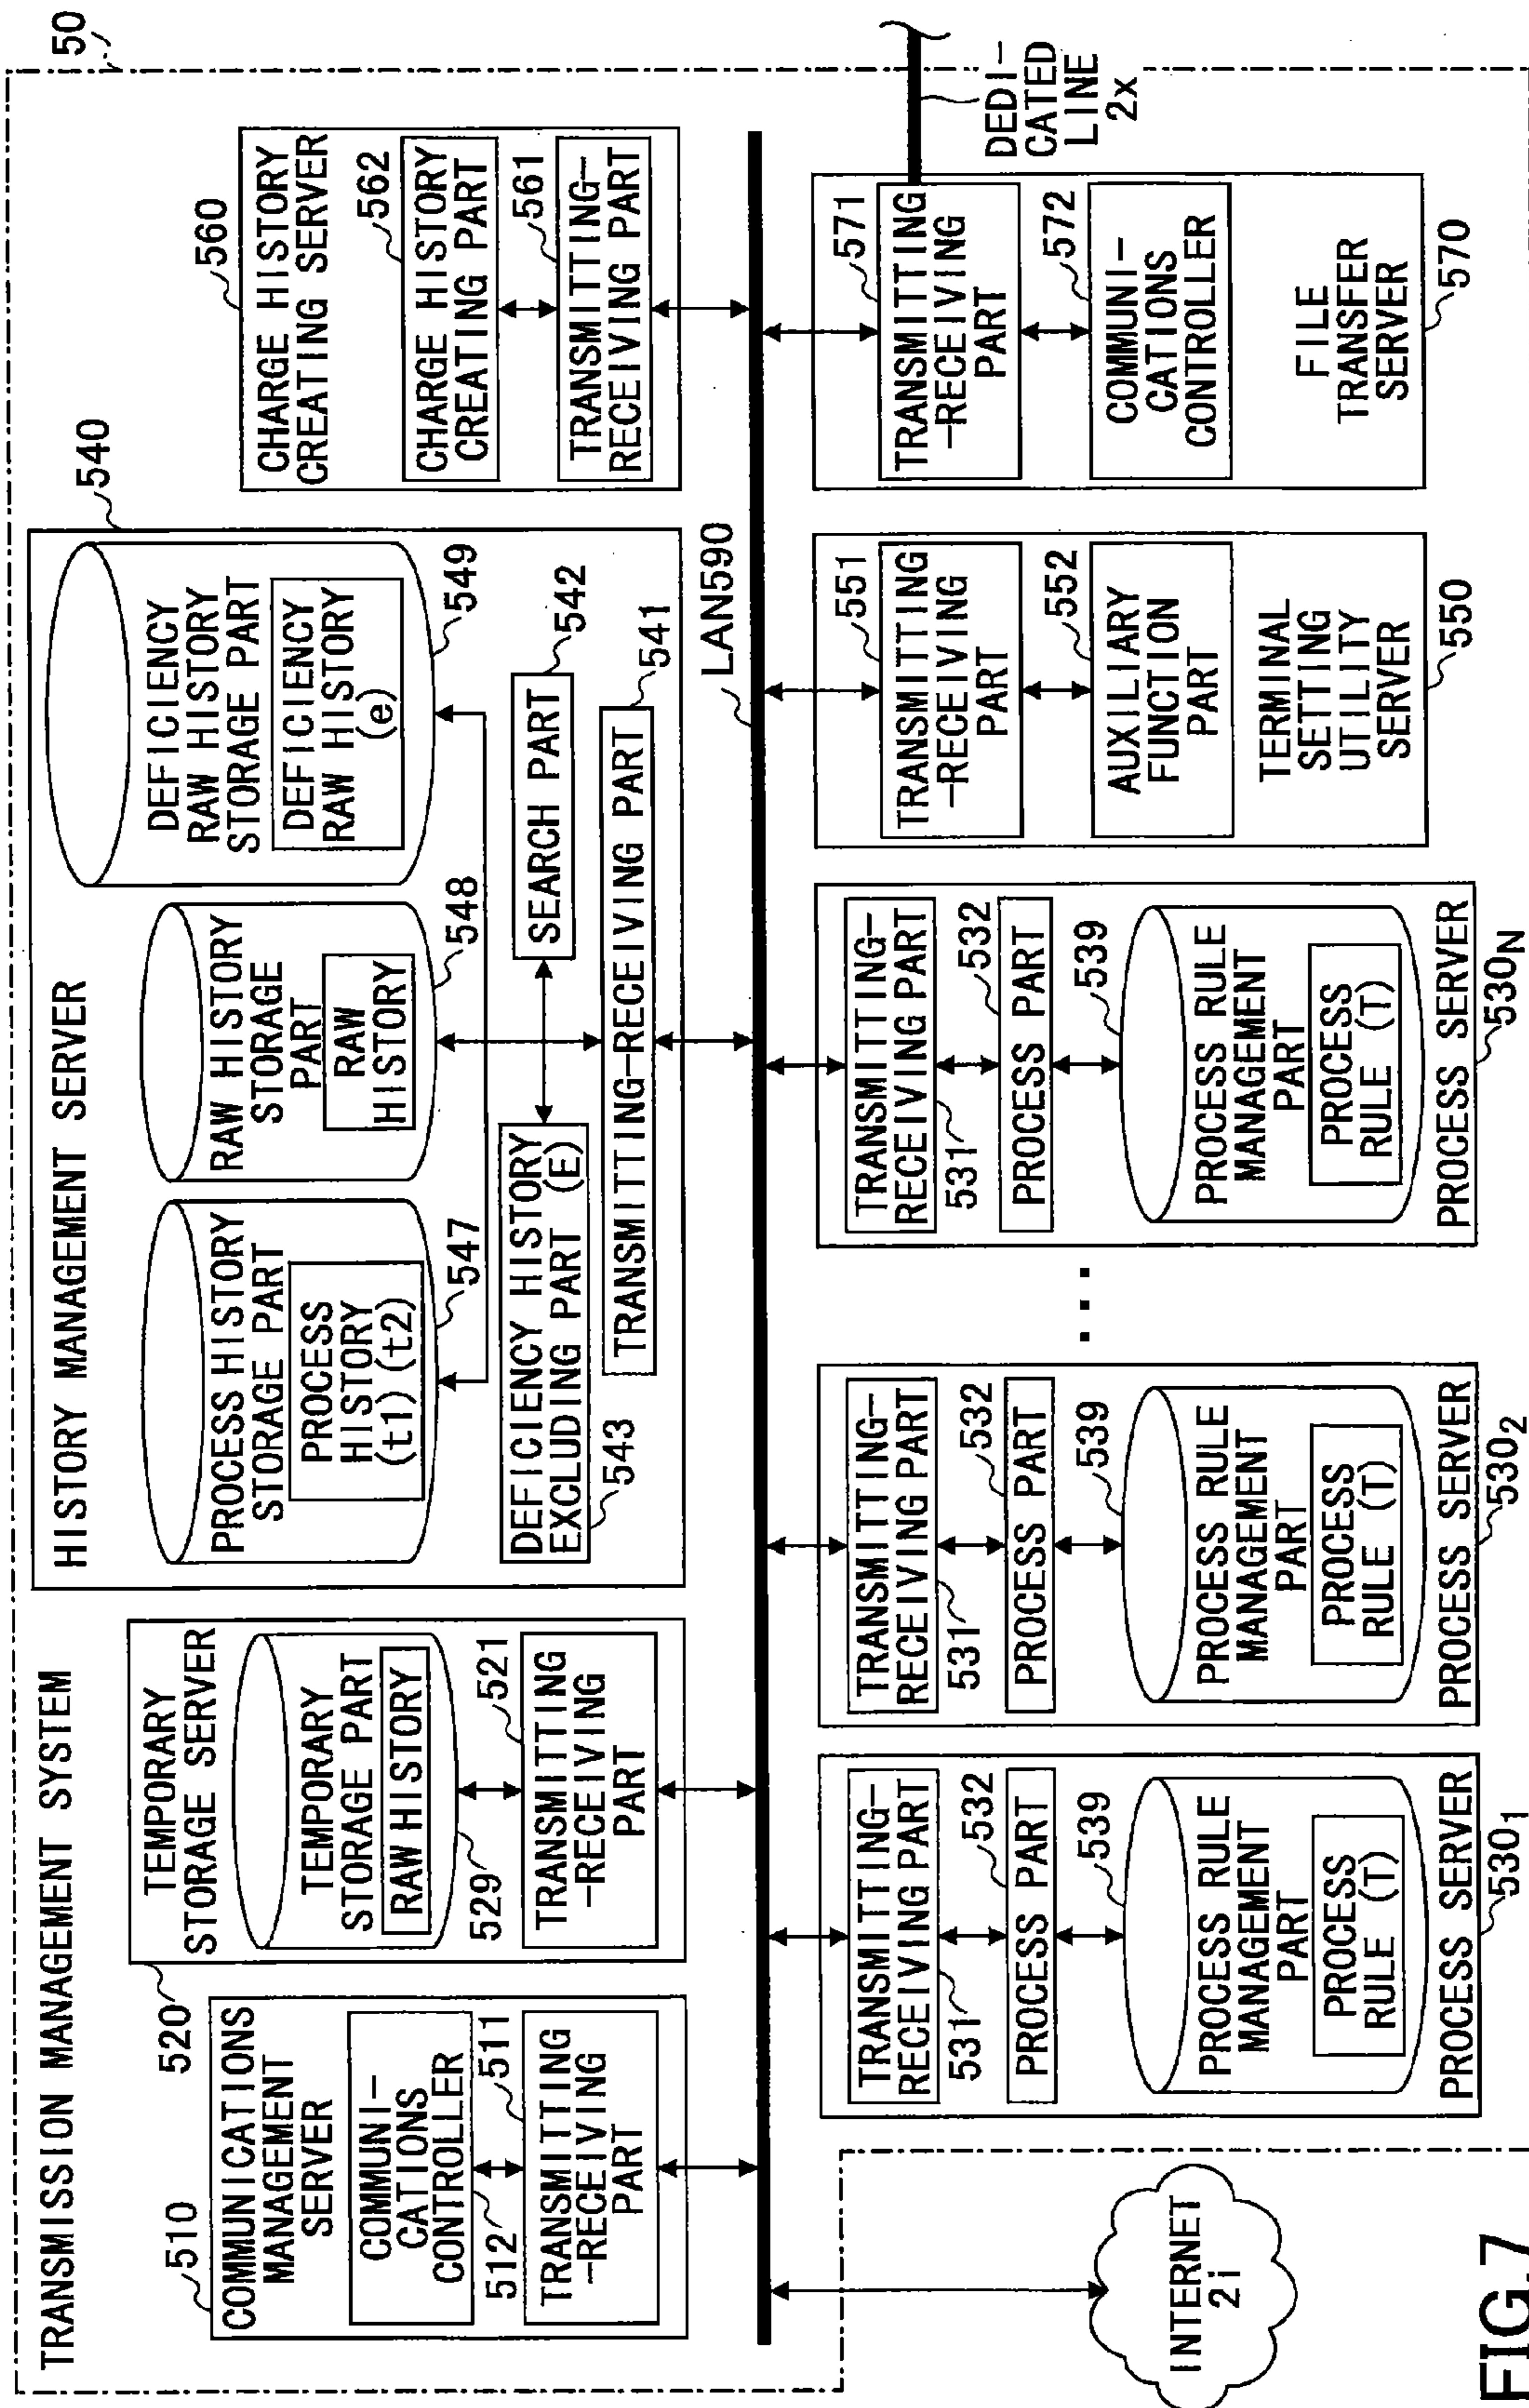 TRANSMISSION MANAGEMENT SYSTEM
50
510
COMMUNICATIONS
MANAGEMENT
SERVER
COMMUNI-
CATIONS
CONTROLLER
512
511
TRANSMITTING
-RECEIVING
PART
520
TEMPORARY
STORAGE SERVER
TEMPORARY
STORAGE PART
RAW HISTORY
529
521
TRANSMITTING
-RECEIVING
PART
HISTORY MANAGEMENT SERVER
540
PROCESS HISTORY
STORAGE PART
PROCESS
HISTORY
(t1)(t2)
547
RAW HISTORY
STORAGE
PART
RAW
HISTORY
548
DEFICIENCY
RAW HISTORY
STORAGE PART
DEFICIENCY
RAW HISTORY
(e)
549
DEFICIENCY HISTORY
EXCLUDING PART (E)
543
SEARCH PART
542
TRANSMITTING-RECEIVING PART
541
560
CHARGE HISTORY
CREATING SERVER
562
CHARGE HISTORY
CREATING PART
561
TRANSMITTING-
RECEIVING PART
LAN590
DEDI-
CATED
LINE
2x
INTERNET
2i
TRANSMITTING-
RECEIVING PART
531
532
PROCESS PART
539
PROCESS RULE
MANAGEMENT
PART
PROCESS
RULE (T)
PROCESS SERVER
530₁
TRANSMITTING-
RECEIVING PART
531
532
PROCESS PART
539
PROCESS RULE
MANAGEMENT
PART
PROCESS
RULE (T)
PROCESS SERVER
530₂
...
TRANSMITTING-
RECEIVING PART
531
532
PROCESS PART
539
PROCESS RULE
MANAGEMENT
PART
PROCESS
RULE (T)
PROCESS SERVER
530N
551
TRANSMITTING
-RECEIVING
PART
552
AUXILIARY
FUNCTION
PART
TERMINAL
SETTING
UTILITY
SERVER
550
571
TRANSMITTING
-RECEIVING
PART
572
COMMUNI-
CATIONS
CONTROLLER
FILE
TRANSFER
SERVER
570
FIG.7